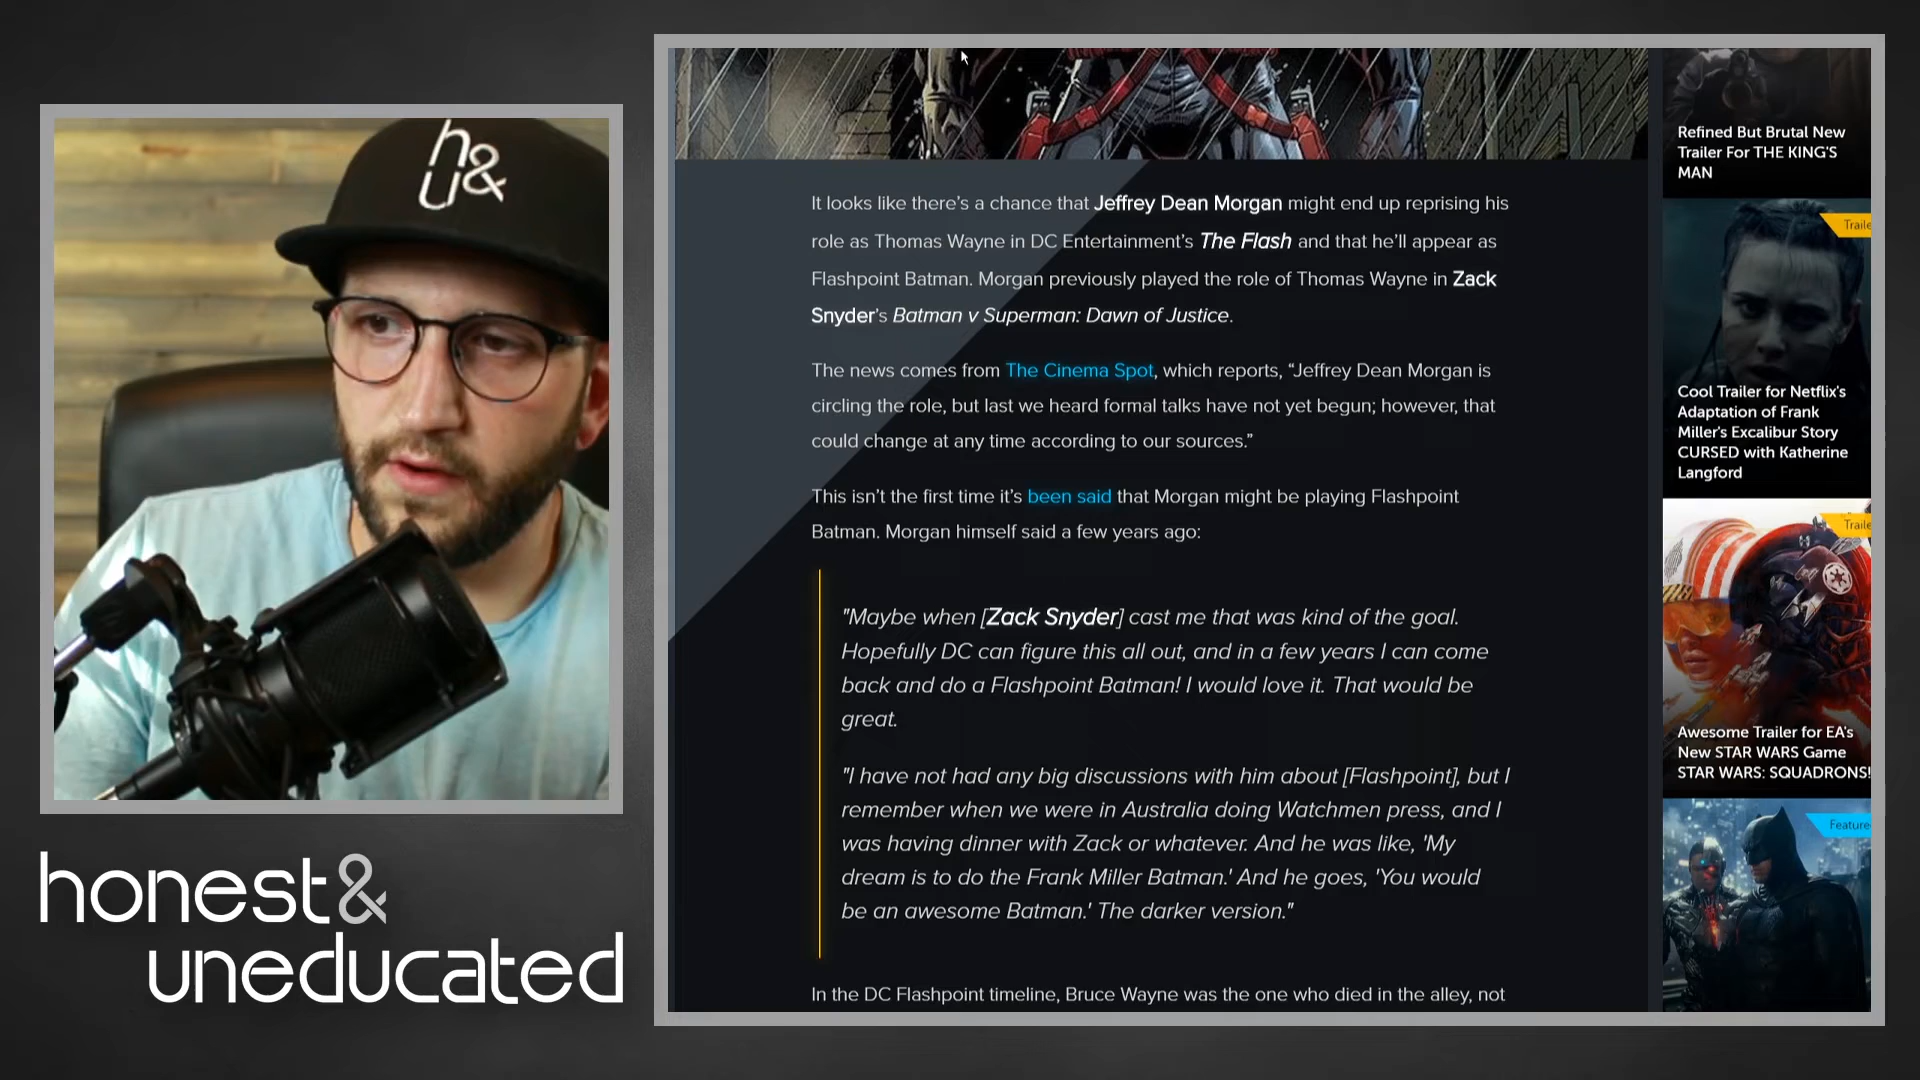 h&
u
honest&
uneducated
It looks like there's a chance that Jeffrey Dean Morgan might end up reprising his
role as Thomas Wayne in DC Entertainment's The Flash and that he'll appear as
Flashpoint Batman. Morgan previously played the role of Thomas Wayne in Zack
Snyder's Batman v Superman: Dawn of Justice.
The news comes from The Cinema Spot, which reports, “Jeffrey Dean Morgan is
circling the role, but last we heard formal talks have not yet begun; however, that
could change at any time according to our sources.”
This isn't the first time it's been said that Morgan might be playing Flashpoint
Batman. Morgan himself said a few years ago:
"Maybe when [Zack Snyder] cast me that was kind of the goal.
Hopefully DC can figure this all out, and in a few years I can come
back and do a Flashpoint Batman! I would love it. That would be
great.
"I have not had any big discussions with him about [Flashpoint], but I
remember when we were in Australia doing Watchmen press, and I
was having dinner with Zack or whatever. And he was like, 'My
dream is to do the Frank Miller Batman.' And he goes, 'You would
be an awesome Batman.' The darker version."
In the DC Flashpoint timeline, Bruce Wayne was the one who died in the alley, not
Refined But Brutal New
Trailer For THE KING'S
MAN
Traile
Cool Trailer for Netflix's
Adaptation of Frank
Miller's Excalibur Story
CURSED with Katherine
Langford
Traile
Awesome Trailer for EA's
New STAR WARS Game
STAR WARS: SQUADRONS!
Feature